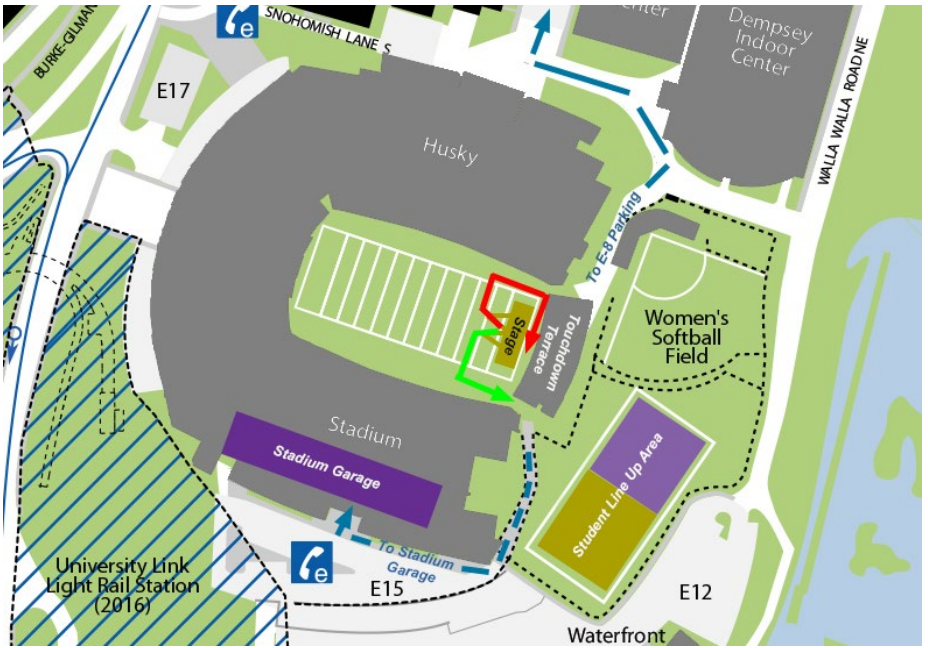 BURKE-GILMAN
SNOHOMISH LANE S
e
Center
Dempsey
Indoor
Center
WALLA WALLA ROAD NE
E17
Husky
To E-8 Parking
Stage
Touchdown
Terrace
Women's
Softball
Field
Stadium
Stadium Garage
Student Line Up Area
To Stadium
Garage
e
E15
E12
University Link
Light Rail Station
(2016)
Waterfront